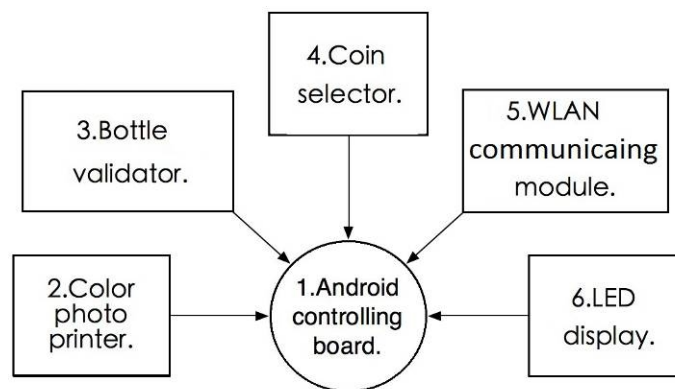 4.Coin
selector.
3.Bottle
validator.
5.WLAN
communicaing
module.
2.Color
photo
printer.
1.Android
controlling
board.
6.LED
display.